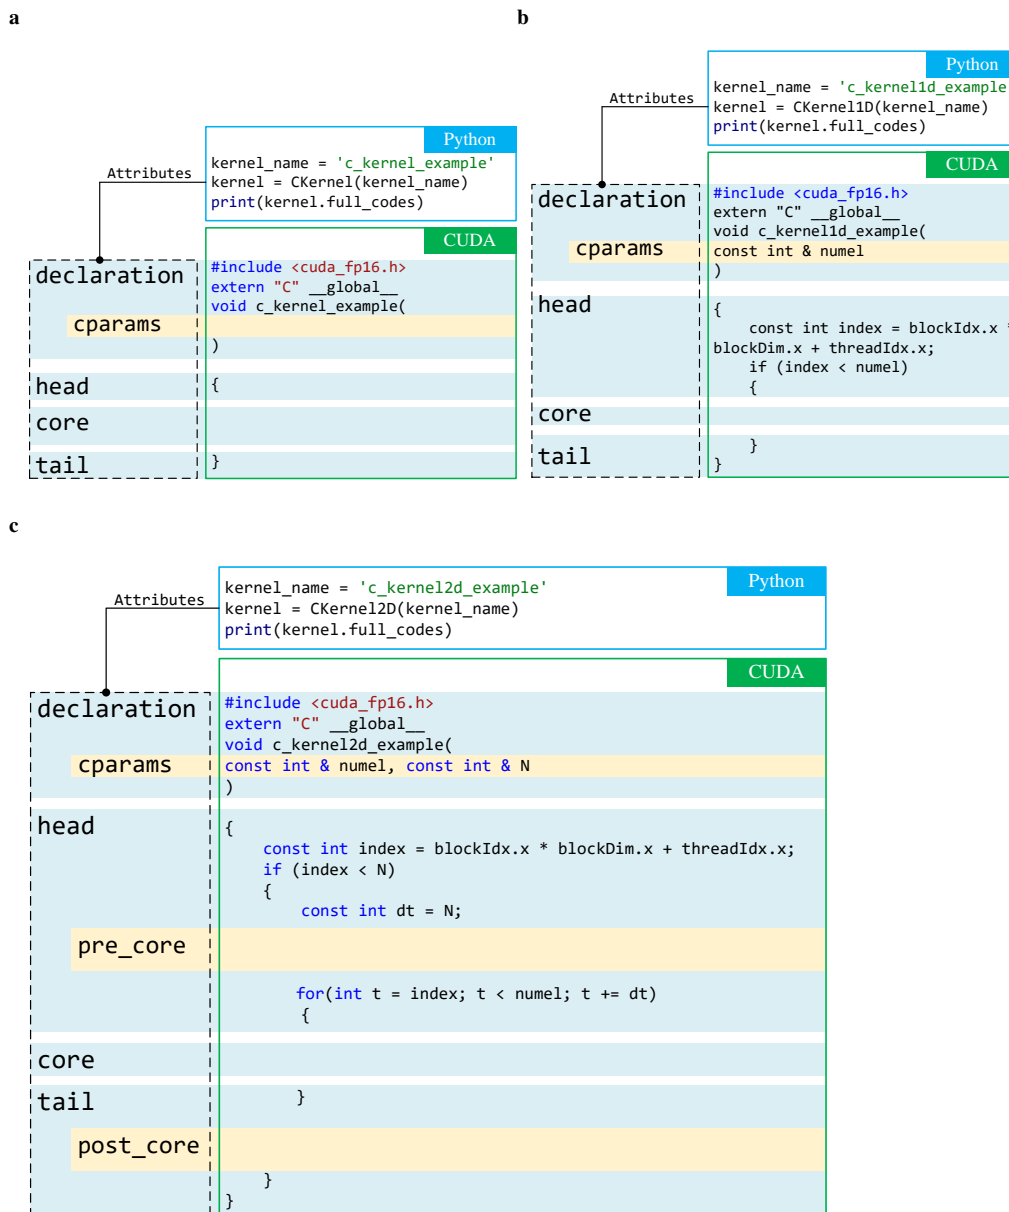 a
Python
Attributes
kernel_name = 'c_kernel_example'
kernel = CKernel(kernel_name)
print(kernel.full_codes)
CUDA
declaration
#include <cuda_fp16.h>
extern "C" __global__
void c_kernel_example(
cparams
)
head
{
core
tail
}
b
Python
Attributes
kernel_name = 'c_kernel1d_example
kernel = CKernel1D(kernel_name)
print(kernel.full_codes)
CUDA
declaration
#include <cuda_fp16.h>
extern "C" __global__
void c_kernel1d_example(
cparams
const int & numel
)
head
{
const int index = blockIdx.x *
blockDim.x + threadIdx.x;
if (index < numel)
{
core
tail
}
}
c
Python
Attributes
kernel_name = 'c_kernel2d_example'
kernel = CKernel2D(kernel_name)
print(kernel.full_codes)
CUDA
declaration
#include <cuda_fp16.h>
extern "C" __global__
void c_kernel2d_example(
cparams
const int & numel, const int & N
)
head
{
const int index = blockIdx.x * blockDim.x + threadIdx.x;
if (index < N)
{
const int dt = N;
pre_core
for(int t = index; t < numel; t += dt)
{
core
tail
}
post_core
}
}